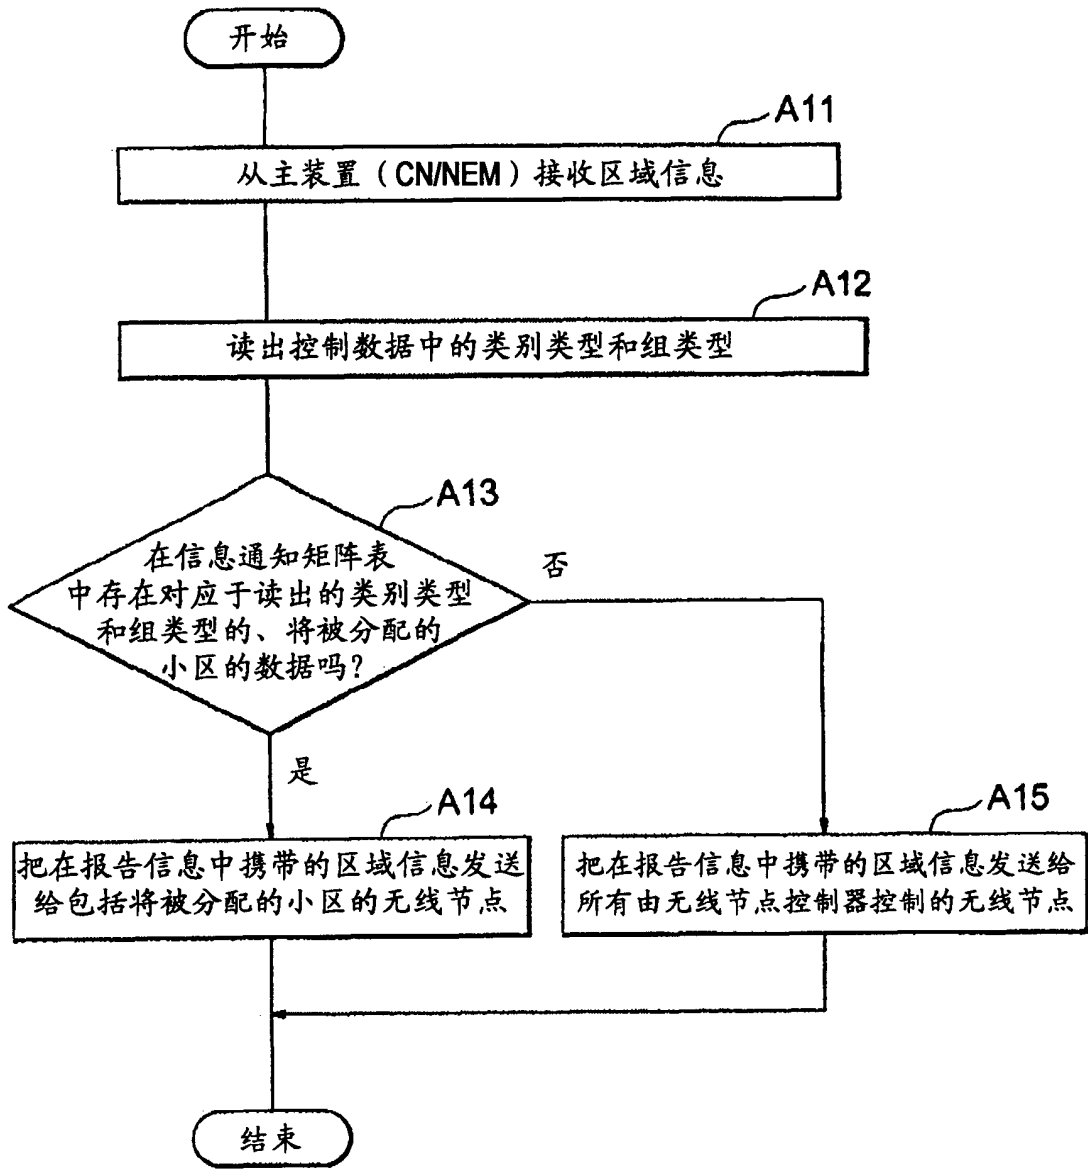 开始
A11
从主装置（CN/NEM）接收区域信息
A12
读出控制数据中的类别类型和组类型
A13
在信息通知矩阵表
中存在对应于读出的类别类型
和组类型的、将被分配的
小区的数据吗？
否
是
A14
把在报告信息中携带的区域信息发送
给包括将被分配的小区的无线节点
A15
把在报告信息中携带的区域信息发送给
所有由无线节点控制器控制的无线节点
结束